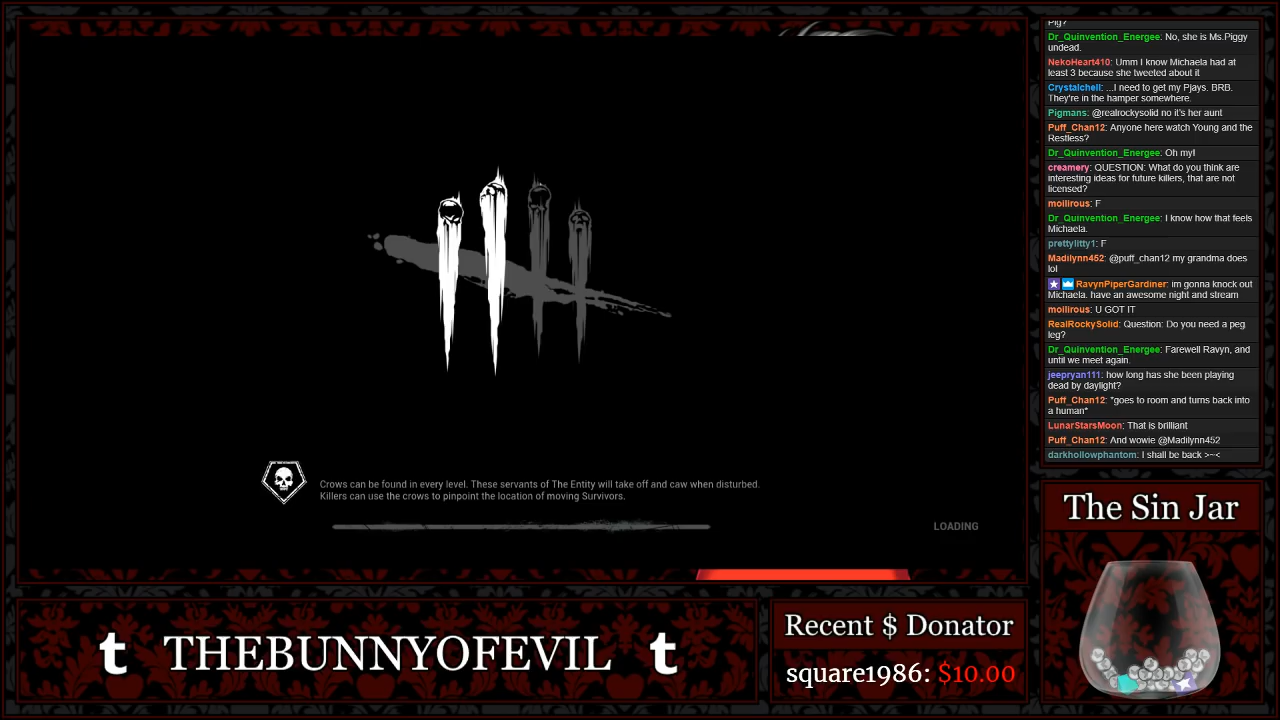 Pig?
Dr_Quinvention_Energee: No, she is Ms.Piggy
undead.
NekoHeart410: Umm I know Michaela had at
least 3 because she tweeted about it
Crystalchell: ...I need to get my Pjays. BRB.
They're in the hamper somewhere.
Pigmans: @realrockysolid no it's her aunt
Puff_Chan12: Anyone here watch Young and the
Restless?
Dr_Quinvention_Energee: Oh my!
creamery: QUESTION: What do you think are
interesting ideas for future killers, that are not
licensed?
moilirous: F
Dr_Quinvention_Energee: I know how that feels
Michaela.
prettylitty1: F
Madilynn452: @puff_chan12 my grandma does
lol
RavynPiperGardiner: im gonna knock out
Michaela. have an awesome night and stream
moilirous: U GOT IT
RealRockySolid: Question: Do you need a peg
leg?
Dr_Quinvention_Energee: Farewell Ravyn, and
until we meet again.
jeepryan111: how long has she been playing
dead by daylight?
Puff_Chan12: *goes to room and turns back into
a human*
LunarStarsMoon: That is brilliant
Puff_Chan12: And wowie @Madilynn452
darkhollowphantom: I shall be back >~<
Crows can be found in every level. These servants of The Entity will take off and caw when disturbed.
Killers can use the crows to pinpoint the location of moving Survivors.
LOADING
The Sin Jar
t THEBUNNYOFEVIL t
Recent $ Donator
square1986: $10.00